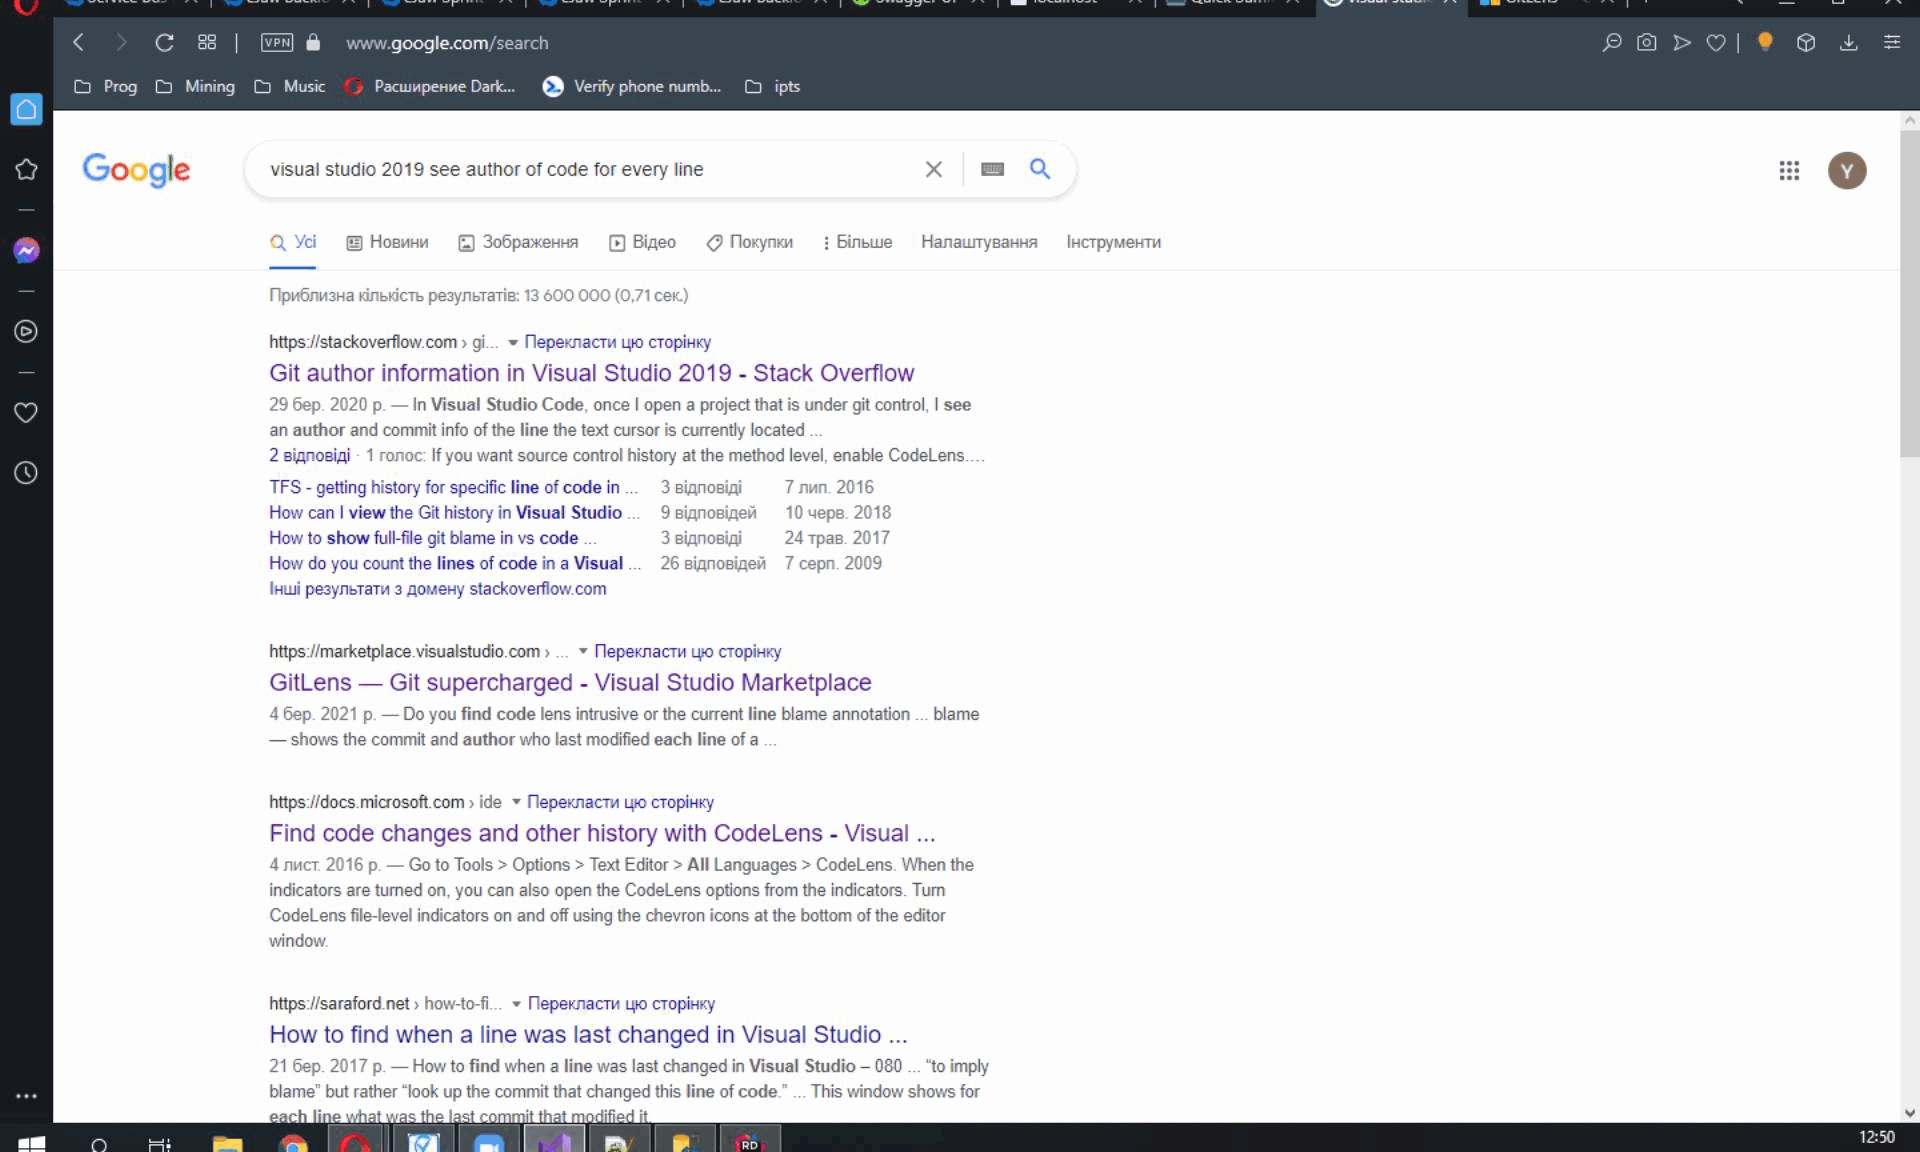 VPN www.google.com/search
Prog Mining Music Расширение Dark... Verify phone numb... ipts
Google visual studio 2019 see author of code for every line Y
Усі Новини Зображення Відео Покупки Більше Налаштування Інструменти
Приблизна кількість результатів: 13 600 000 (0,71 сек.)
https://stackoverflow.com › gi... Перекласти цю сторінку
Git author information in Visual Studio 2019 - Stack Overflow
29 бер. 2020 р. — In Visual Studio Code, once I open a project that is under git control, I see
an author and commit info of the line the text cursor is currently located ...
2 відповіді · 1 голос: If you want source control history at the method level, enable CodeLens....
TFS - getting history for specific line of code in ... 3 відповіді 7 лип. 2016
How can I view the Git history in Visual Studio ... 9 відповідей 10 черв. 2018
How to show full-file git blame in vs code ... 3 відповіді 24 трав. 2017
How do you count the lines of code in a Visual ... 26 відповідей 7 серп. 2009
Інші результати з домену stackoverflow.com
https://marketplace.visualstudio.com › ... Перекласти цю сторінку
GitLens — Git supercharged - Visual Studio Marketplace
4 бер. 2021 р. — Do you find code lens intrusive or the current line blame annotation ... blame
— shows the commit and author who last modified each line of a ...
https://docs.microsoft.com › ide Перекласти цю сторінку
Find code changes and other history with CodeLens - Visual ...
4 лист. 2016 р. — Go to Tools > Options > Text Editor > All Languages > CodeLens. When the
indicators are turned on, you can also open the CodeLens options from the indicators. Turn
CodeLens file-level indicators on and off using the chevron icons at the bottom of the editor
window.
https://saraford.net › how-to-fi... Перекласти цю сторінку
How to find when a line was last changed in Visual Studio ...
21 бер. 2017 р. — How to find when a line was last changed in Visual Studio – 080 ... “to imply
blame” but rather “look up the commit that changed this line of code.” ... This window shows for
each line what was the last commit that modified it.
RD 12:50